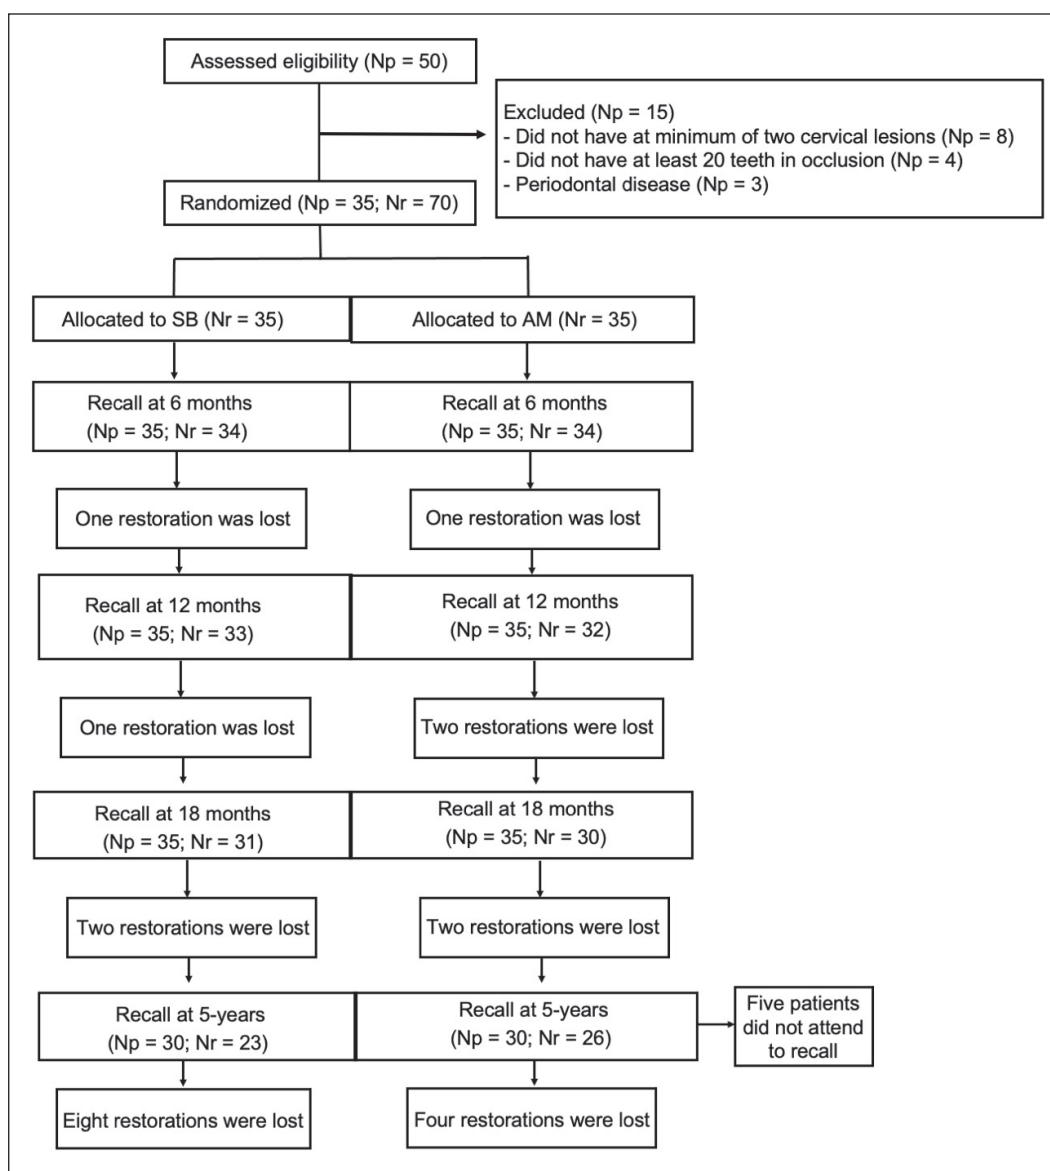 Assessed eligibility (Np = 50)
Excluded (Np = 15)
- Did not have at minimum of two cervical lesions (Np = 8)
- Did not have at least 20 teeth in occlusion (Np = 4)
- Periodontal disease (Np = 3)
Randomized (Np = 35; Nr = 70)
Allocated to SB (Nr = 35)
Allocated to AM (Nr = 35)
Recall at 6 months
(Np = 35; Nr = 34)
Recall at 6 months
(Np = 35; Nr = 34)
One restoration was lost
One restoration was lost
Recall at 12 months
(Np = 35; Nr = 33)
Recall at 12 months
(Np = 35; Nr = 32)
One restoration was lost
Two restorations were lost
Recall at 18 months
(Np = 35; Nr = 31)
Recall at 18 months
(Np = 35; Nr = 30)
Two restorations were lost
Two restorations were lost
Recall at 5-years
(Np = 30; Nr = 23)
Recall at 5-years
(Np = 30; Nr = 26)
Five patients
did not attend
to recall
Eight restorations were lost
Four restorations were lost